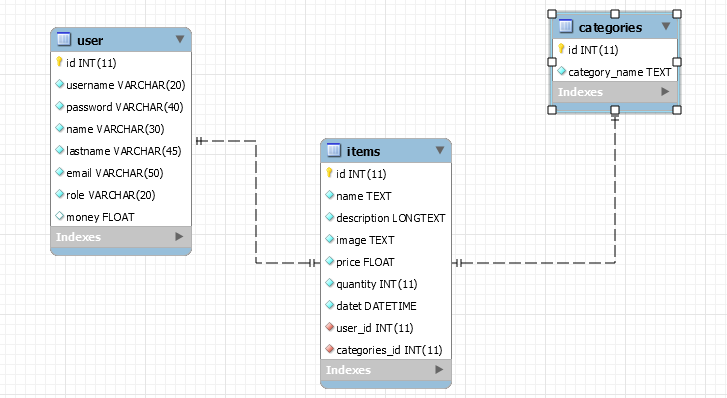 user
id INT(11)
username VARCHAR(20)
password VARCHAR(40)
name VARCHAR(30)
lastname VARCHAR(45)
email VARCHAR(50)
role VARCHAR(20)
money FLOAT
Indexes
items
id INT(11)
name TEXT
description LONGTEXT
image TEXT
price FLOAT
quantity INT(11)
datet DATETIME
user_id INT(11)
categories_id INT(11)
Indexes
categories
id INT(11)
category_name TEXT
Indexes